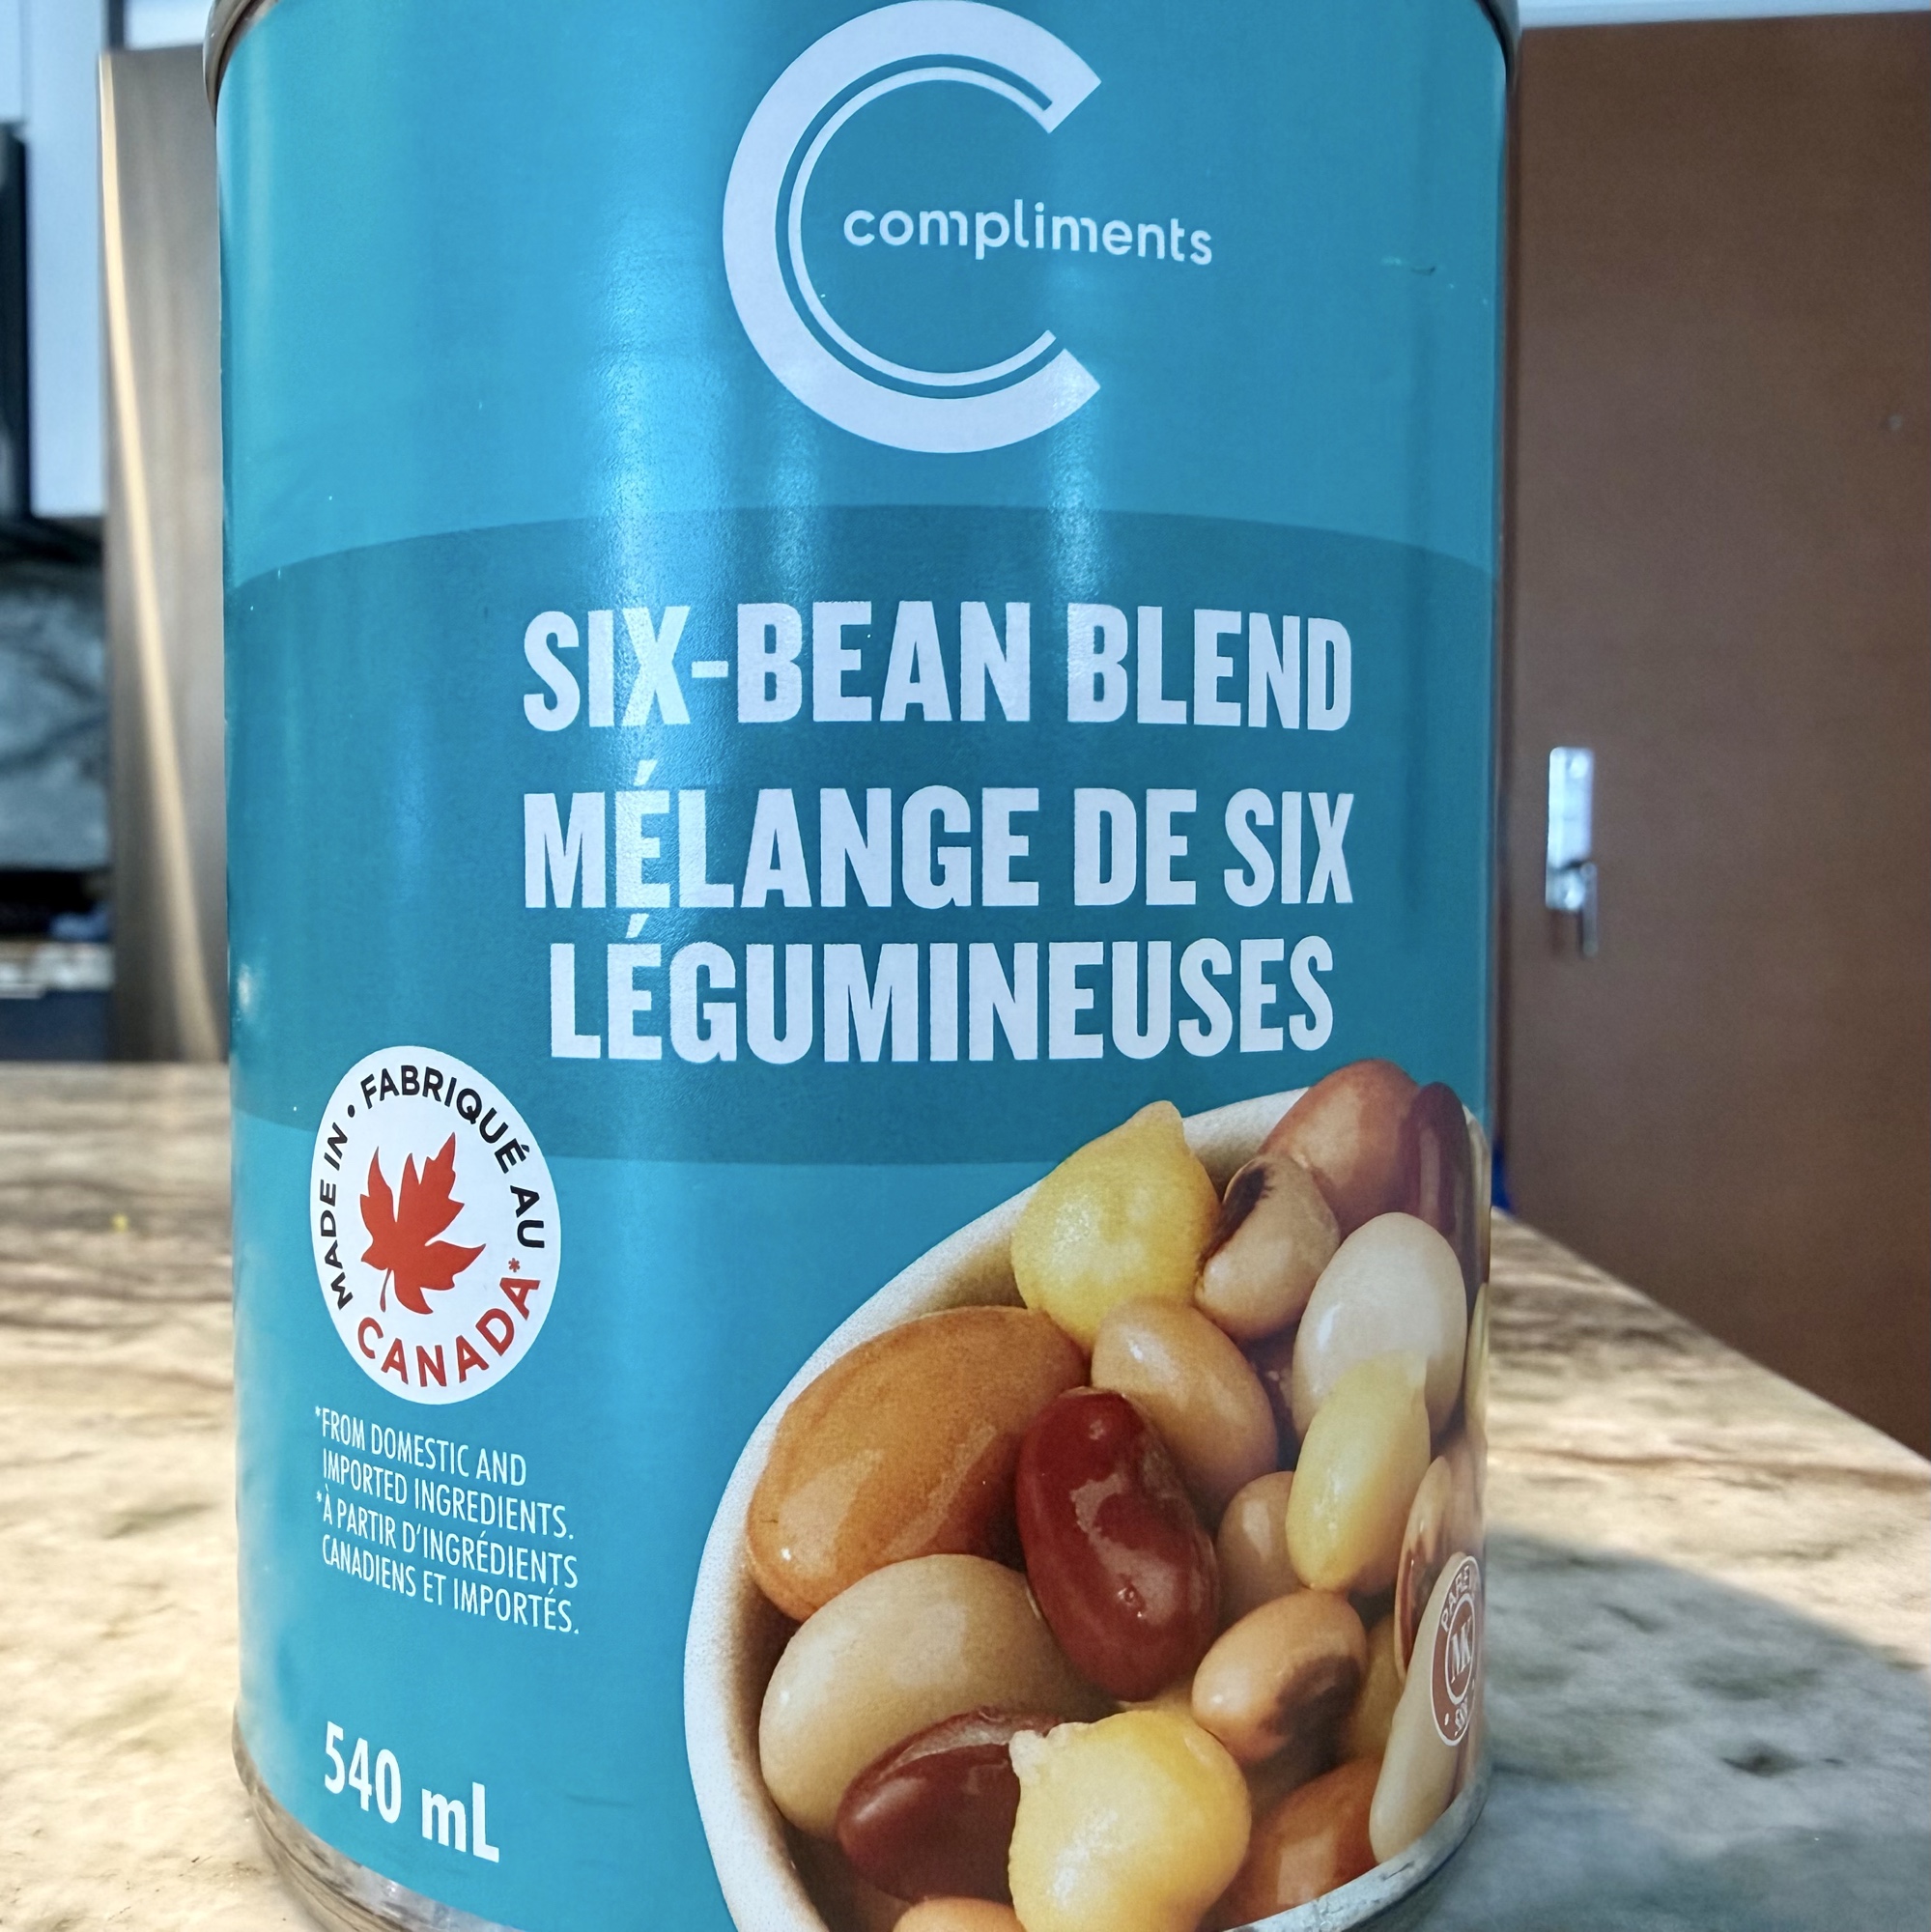 compliments
SIX-BEAN BLEND
MÉLANGE DE SIX
LÉGUMINEUSES
MADE IN • FABRIQUÉ AU
CANADA*
*FROM DOMESTIC AND
IMPORTED INGREDIENTS.
*À PARTIR D'INGRÉDIENTS
CANADIENS ET IMPORTÉS.
540 mL
MK